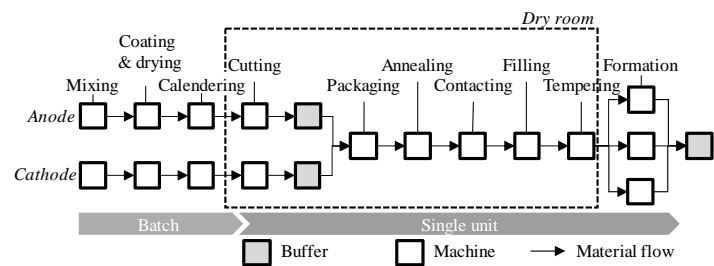 Dry room
Coating
& drying
Mixing
Calendering
Cutting
Packaging
Annealing
Contacting
Filling
Tempering
Formation
Anode
Cathode
Batch
Single unit
Buffer
Machine
Material flow